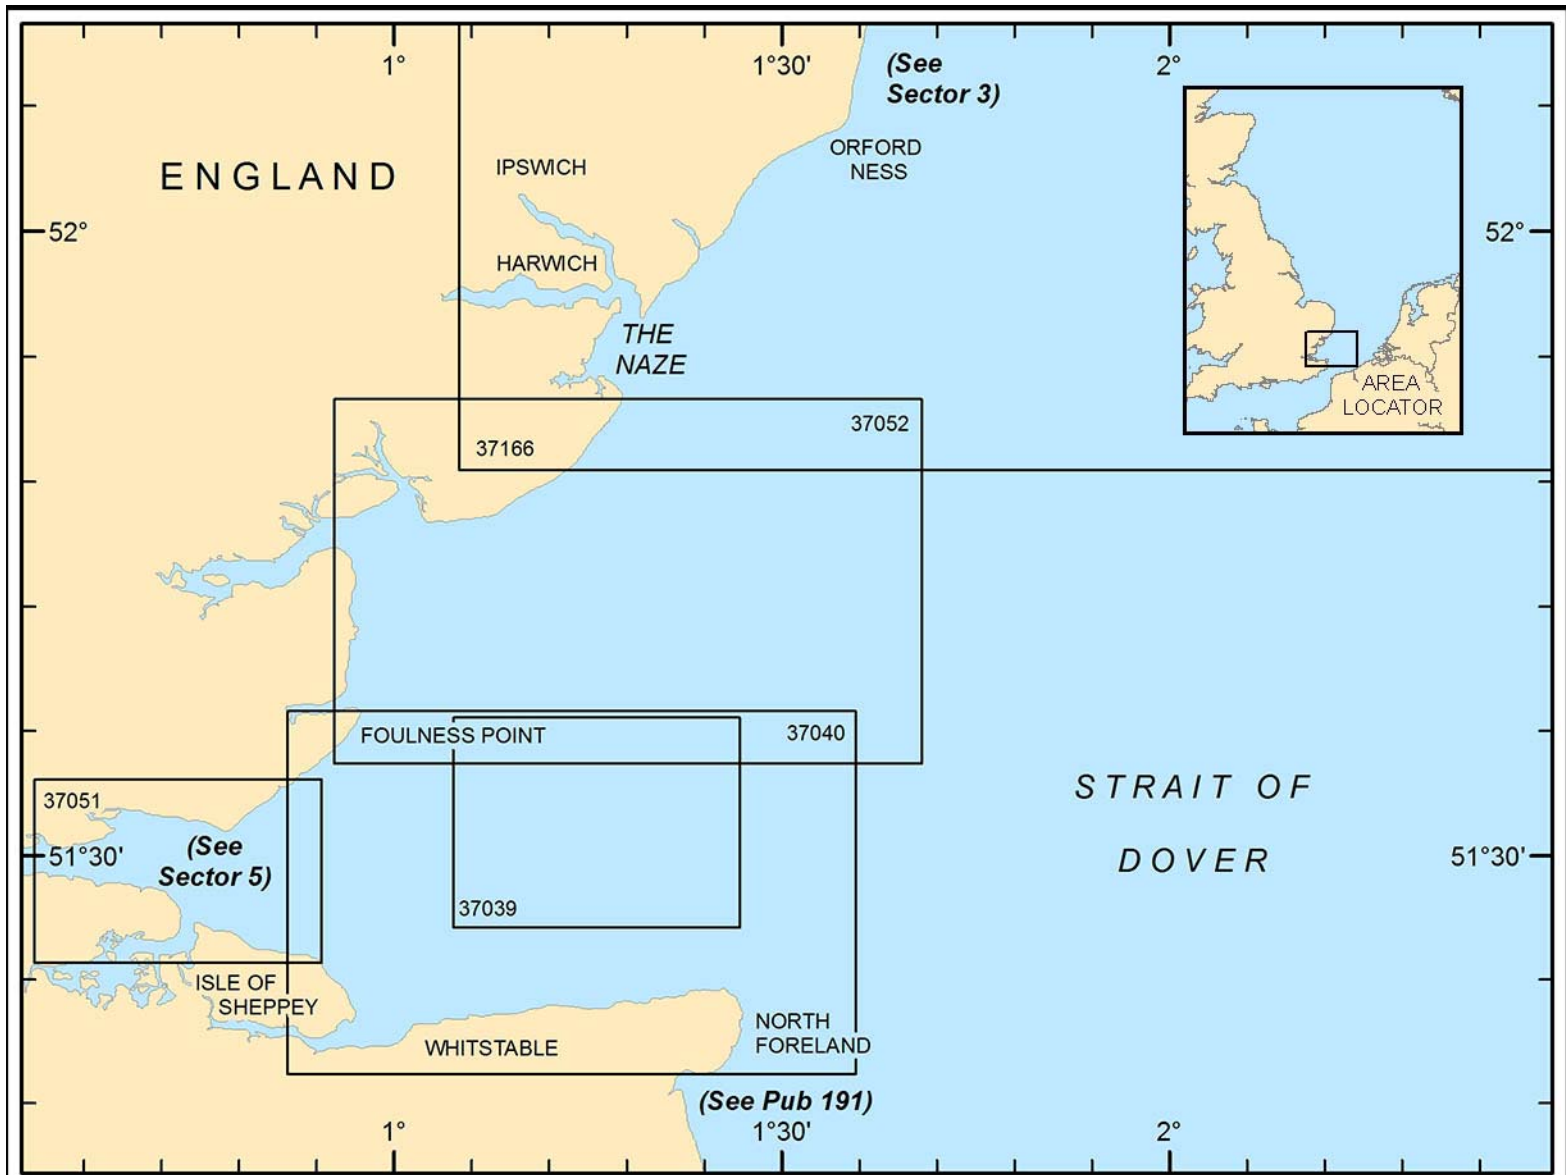 1°
1°30'
2°
(See
Sector 3)
ORFORD
NESS
IPSWICH
ENGLAND
52°
52°
HARWICH
THE
NAZE
AREA
LOCATOR
37052
37166
FOULNESS POINT
37040
37051
STRAIT OF
DOVER
(See
Sector 5)
51°30'
51°30'
37039
ISLE OF
SHEPPEY
NORTH
FORELAND
WHITSTABLE
(See Pub 191)
1°
1°30'
2°